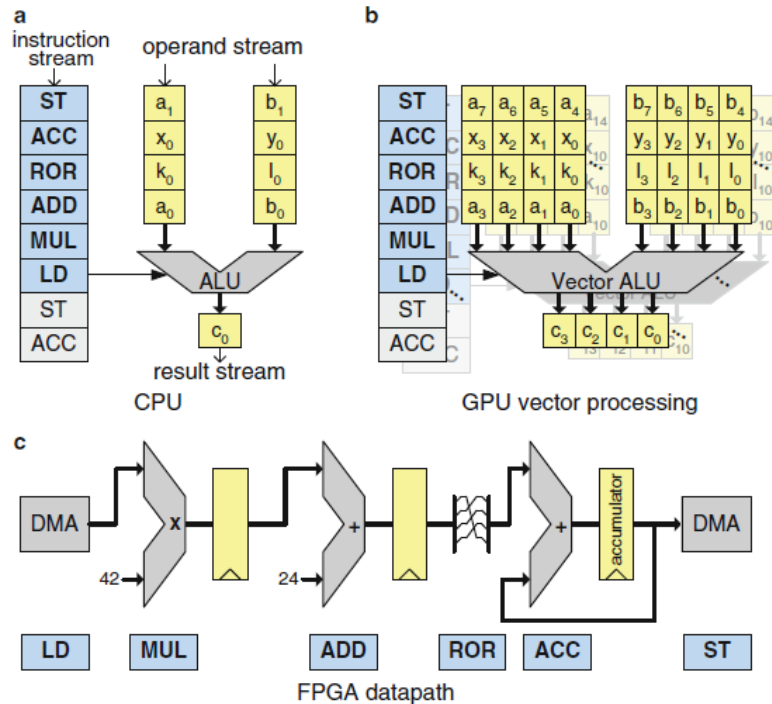 a
instruction stream
operand stream
ST
ACC
ROR
ADD
MUL
LD
ST
ACC
a1
x0
k0
a0
b1
y0
l0
b0
ALU
c0
result stream
CPU
b
ST
ACC
ROR
ADD
MUL
LD
ST
ACC
a7 a6 a5 a4
x3 x2 x1 x0
k3 k2 k1 k0
a3 a2 a1 a0
b7 b6 b5 b4
y3 y2 y1 y0
l3 l2 l1 l0
b3 b2 b1 b0
Vector ALU
c3 c2 c1 c0
GPU vector processing
c
DMA
x
42
+
24
+
accumulator
DMA
LD MUL ADD ROR ACC ST
FPGA datapath